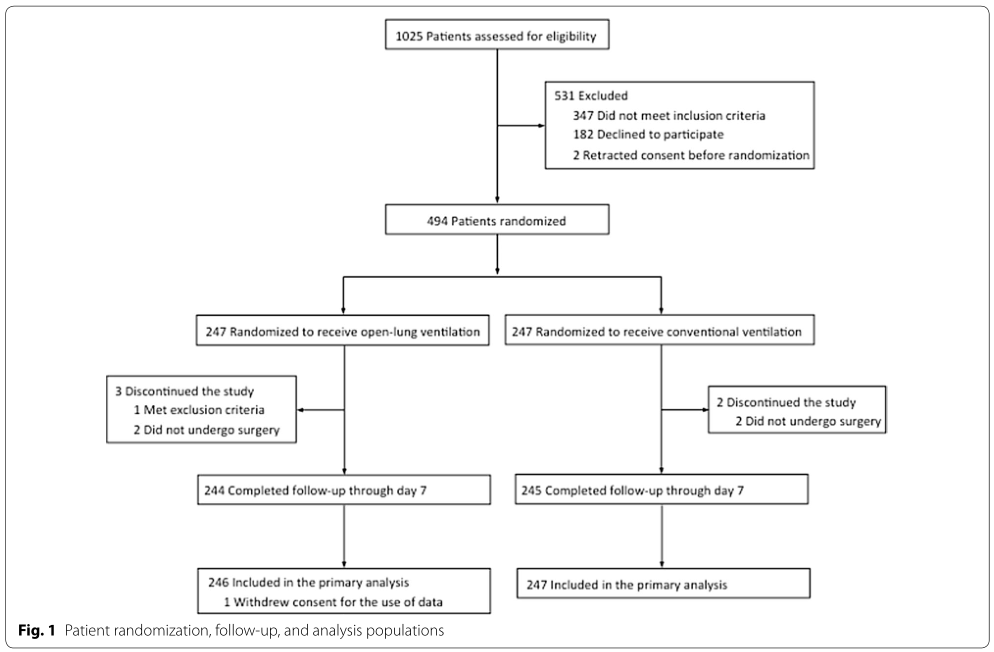 1025 Patients assessed for eligibility
531 Excluded
347 Did not meet inclusion criteria
182 Declined to participate
2 Retracted consent before randomization
494 Patients randomized
247 Randomized to receive open-lung ventilation
247 Randomized to receive conventional ventilation
3 Discontinued the study
1 Met exclusion criteria
2 Did not undergo surgery
2 Discontinued the study
2 Did not undergo surgery
244 Completed follow-up through day 7
245 Completed follow-up through day 7
246 Included in the primary analysis
1 Withdrew consent for the use of data
247 Included in the primary analysis
Fig. 1 Patient randomization, follow-up, and analysis populations